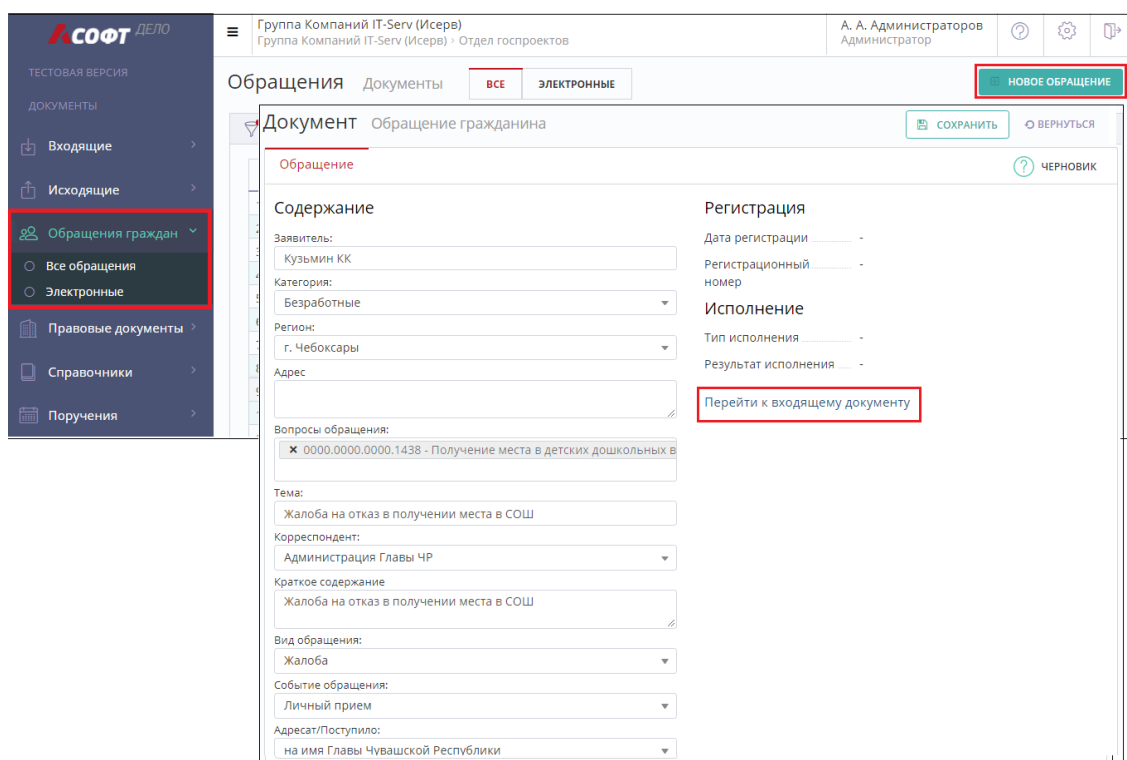 АСОФТ ДЕЛО
ТЕСТОВАЯ ВЕРСИЯ
ДОКУМЕНТЫ
Входящие
Исходящие
Обращения граждан
Все обращения
Электронные
Правовые документы
Справочники
Поручения
Группа Компаний IT-Serv (Исерв)
Группа Компаний IT-Serv (Исерв) › Отдел госпроектов
А. А. Администраторов
Администратор
Обращения Документы ВСЕ ЭЛЕКТРОННЫЕ
НОВОЕ ОБРАЩЕНИЕ
Документ Обращение гражданина
СОХРАНИТЬ
ВЕРНУТЬСЯ
Обращение
ЧЕРНОВИК
Содержание
Заявитель:
Кузьмин КК
Категория:
Безработные
Регион:
г. Чебоксары
Адрес
Вопросы обращения:
× 0000.0000.0000.1438 - Получение места в детских дошкольных в
Тема:
Жалоба на отказ в получении места в СОШ
Корреспондент:
Администрация Главы ЧР
Краткое содержание
Жалоба на отказ в получении места в СОШ
Вид обращения:
Жалоба
Событие обращения:
Личный прием
Адресат/Поступило:
на имя Главы Чувашской Республики
Регистрация
Дата регистрации -
Регистрационный -
номер
Исполнение
Тип исполнения -
Результат исполнения -
Перейти к входящему документу